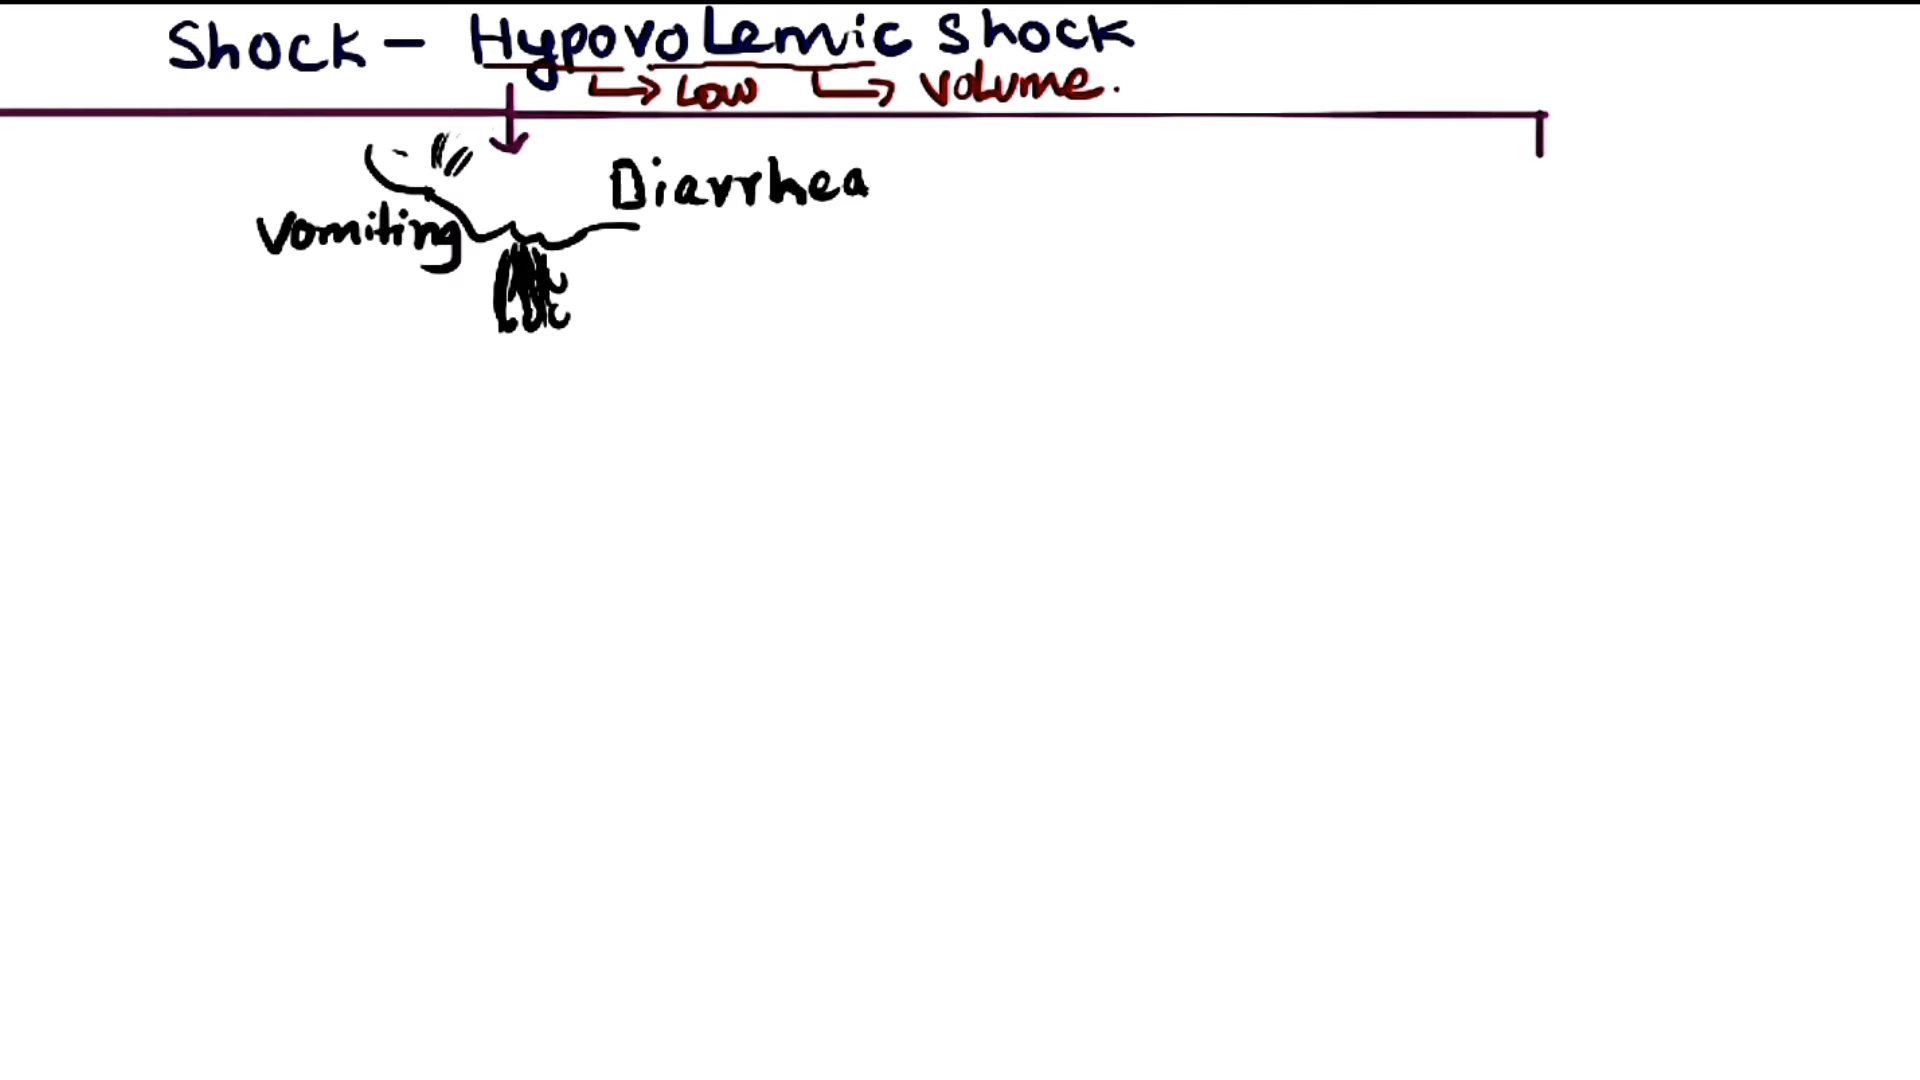 Shock - Hypovolemic shock
↳ Low ↳ volume.
Diarrhea
vomiting